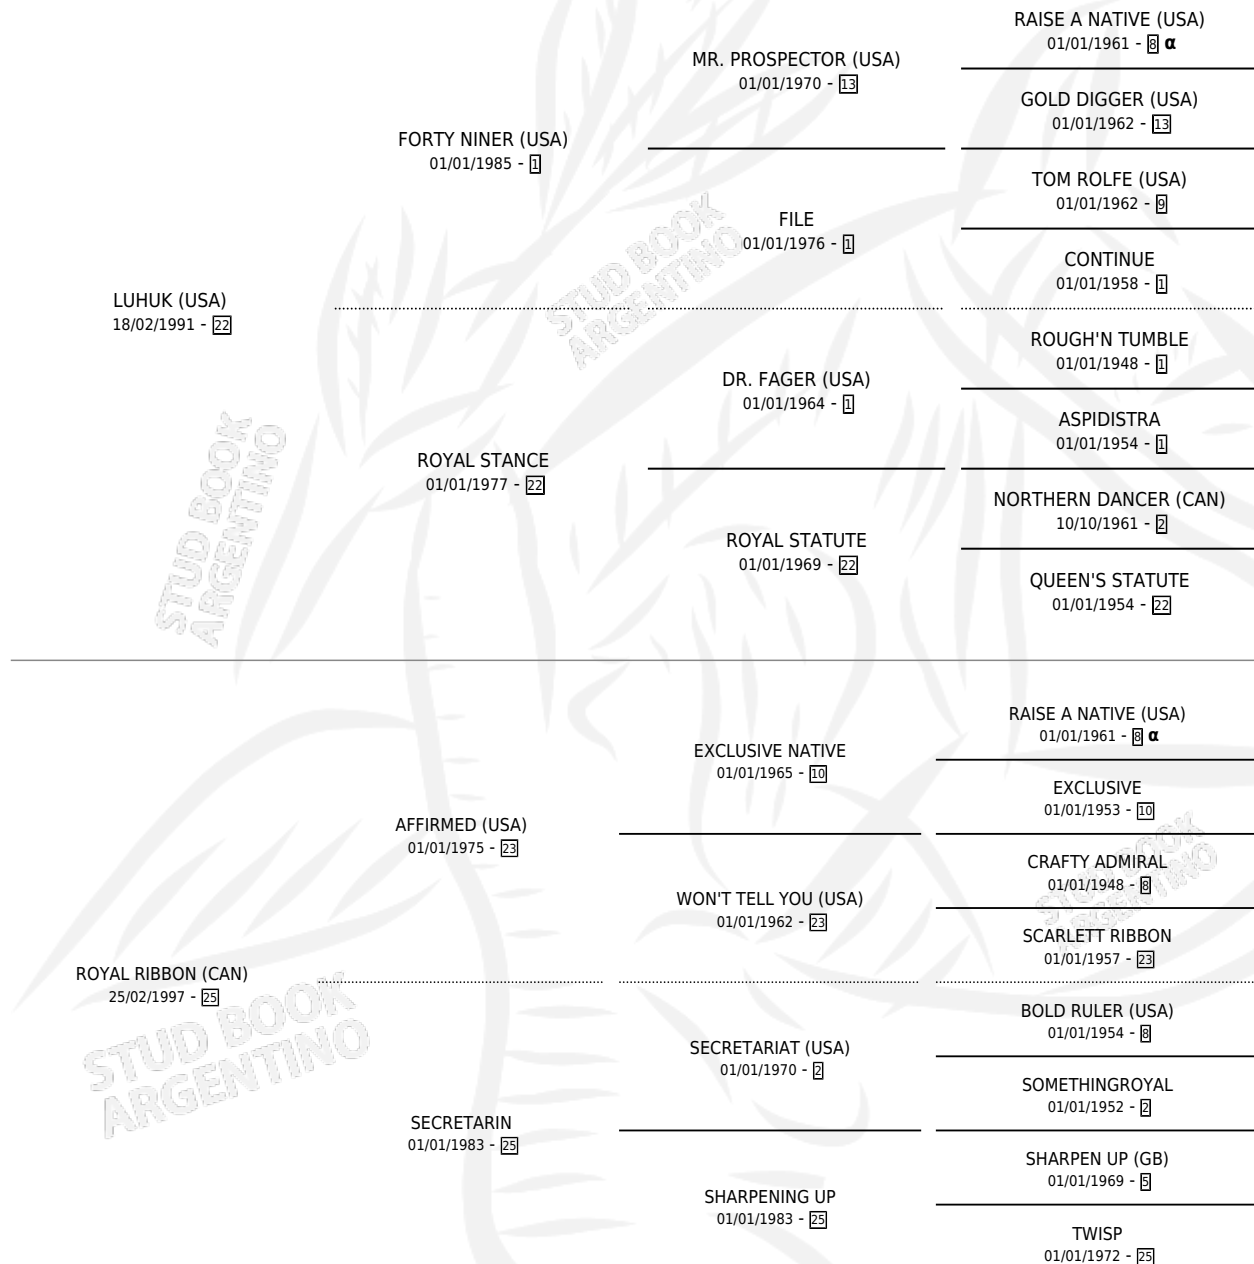 RAISE A NATIVE (USA)
01/01/1961 - 8 α
MR. PROSPECTOR (USA)
01/01/1970 - 13
GOLD DIGGER (USA)
01/01/1962 - 13
FORTY NINER (USA)
01/01/1985 - 1
TOM ROLFE (USA)
01/01/1962 - 9
FILE
01/01/1976 - 1
CONTINUE
01/01/1958 - 1
LUHUK (USA)
18/02/1991 - 22
ROUGH'N TUMBLE
01/01/1948 - 1
DR. FAGER (USA)
01/01/1964 - 1
ASPIDISTRA
01/01/1954 - 1
ROYAL STANCE
01/01/1977 - 22
NORTHERN DANCER (CAN)
10/10/1961 - 2
ROYAL STATUTE
01/01/1969 - 22
QUEEN'S STATUTE
01/01/1954 - 22
RAISE A NATIVE (USA)
01/01/1961 - 8 α
EXCLUSIVE NATIVE
01/01/1965 - 10
EXCLUSIVE
01/01/1953 - 10
AFFIRMED (USA)
01/01/1975 - 23
CRAFTY ADMIRAL
01/01/1948 - 8
WON'T TELL YOU (USA)
01/01/1962 - 23
SCARLETT RIBBON
01/01/1957 - 23
ROYAL RIBBON (CAN)
25/02/1997 - 25
BOLD RULER (USA)
01/01/1954 - 8
SECRETARIAT (USA)
01/01/1970 - 2
SOMETHINGROYAL
01/01/1952 - 2
SECRETARIN
01/01/1983 - 25
SHARPEN UP (GB)
01/01/1969 - 5
SHARPENING UP
01/01/1983 - 25
TWISP
01/01/1972 - 25
STUD BOOK
ARGENTINO
STUD BOOK
ARGENTINO
STUD BOOK
ARGENTINO
STUD BOOK
ARGENTINO